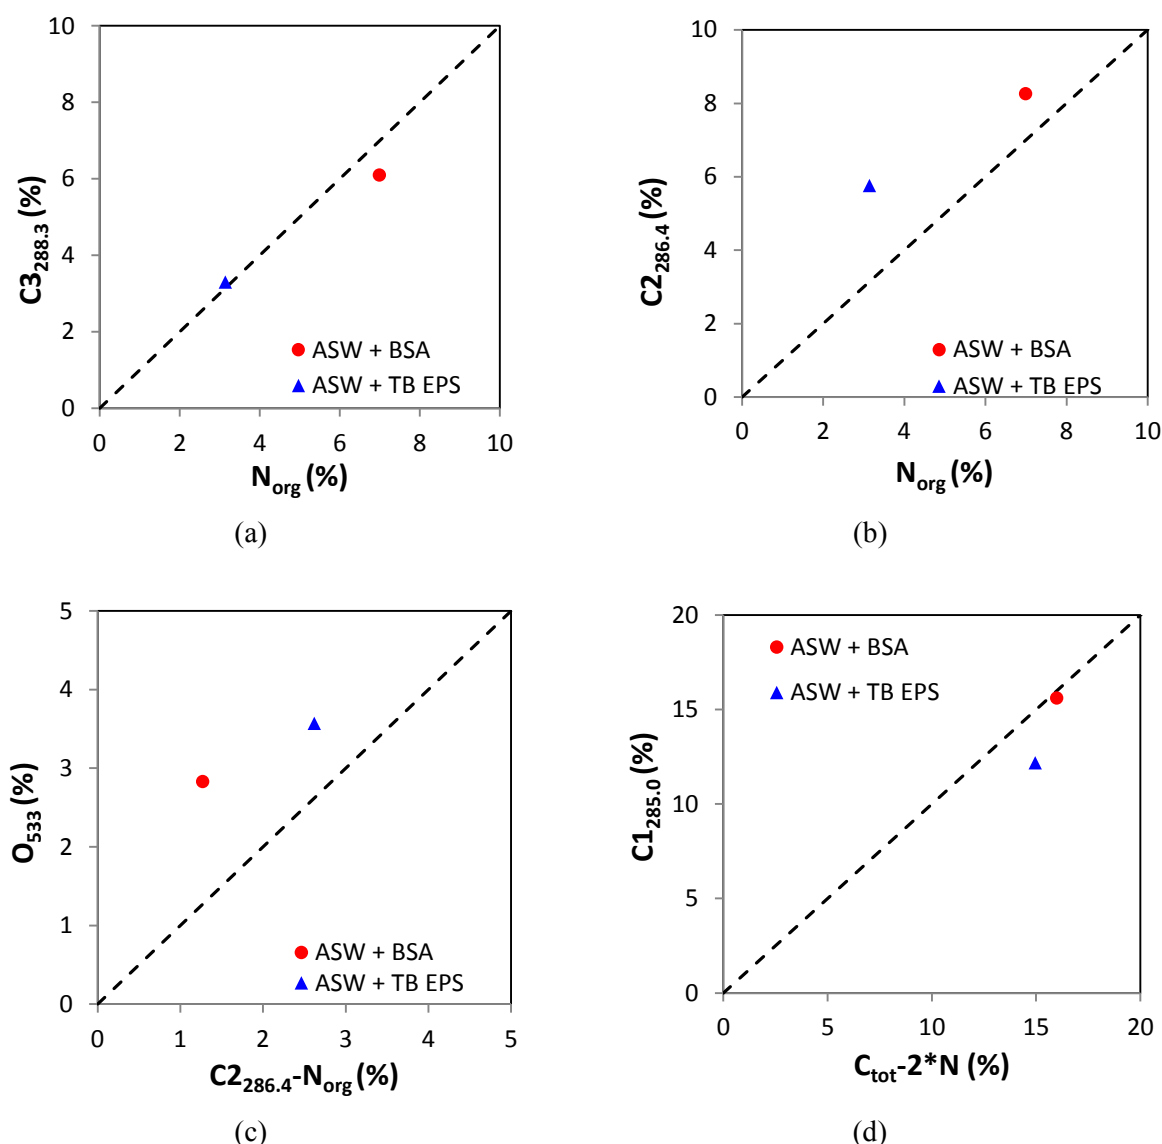 10
8
6
4
2
0
C3288.3 (%)
ASW + BSA
ASW + TB EPS
0 2 4 6 8 10
Norg (%)
(a)
10
8
6
4
2
0
C2286.4 (%)
ASW + BSA
ASW + TB EPS
0 2 4 6 8 10
Norg (%)
(b)
5
4
3
2
1
0
O533 (%)
ASW + BSA
ASW + TB EPS
0 1 2 3 4 5
C2286.4-Norg (%)
(c)
20
15
10
5
0
C1285.0 (%)
ASW + BSA
ASW + TB EPS
0 5 10 15 20
Ctot-2*N (%)
(d)